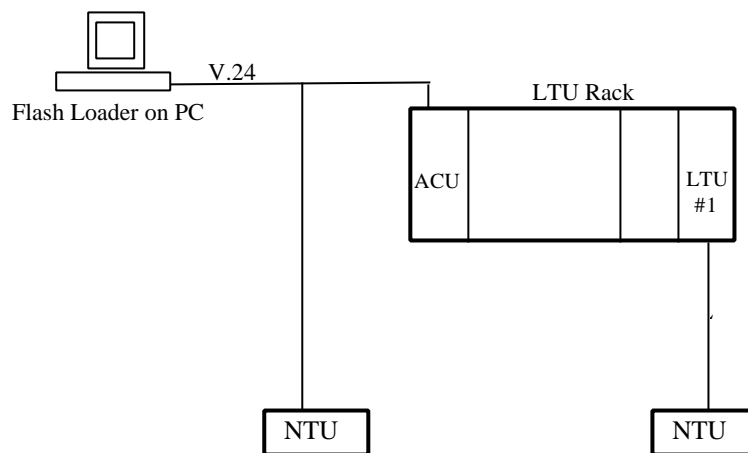 V.24
Flash Loader on PC
LTU Rack
ACU
LTU
#1
NTU
NTU